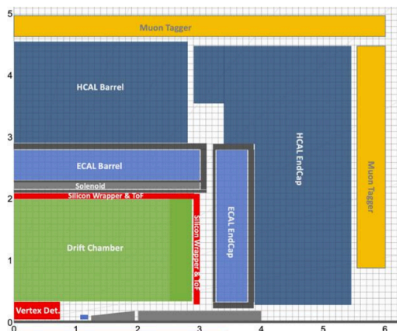 5
Muon Tagger
4
HCAL Barrel
HCAL EndCap
3
ECAL Barrel
Solenoid
2
Silicon Wrapper & ToF
Silicon Wrapper & ToF
ECAL EndCap
Muon Tagger
Drift Chamber
1
Vertex Det.
0
0
1
2
3
4
5
6